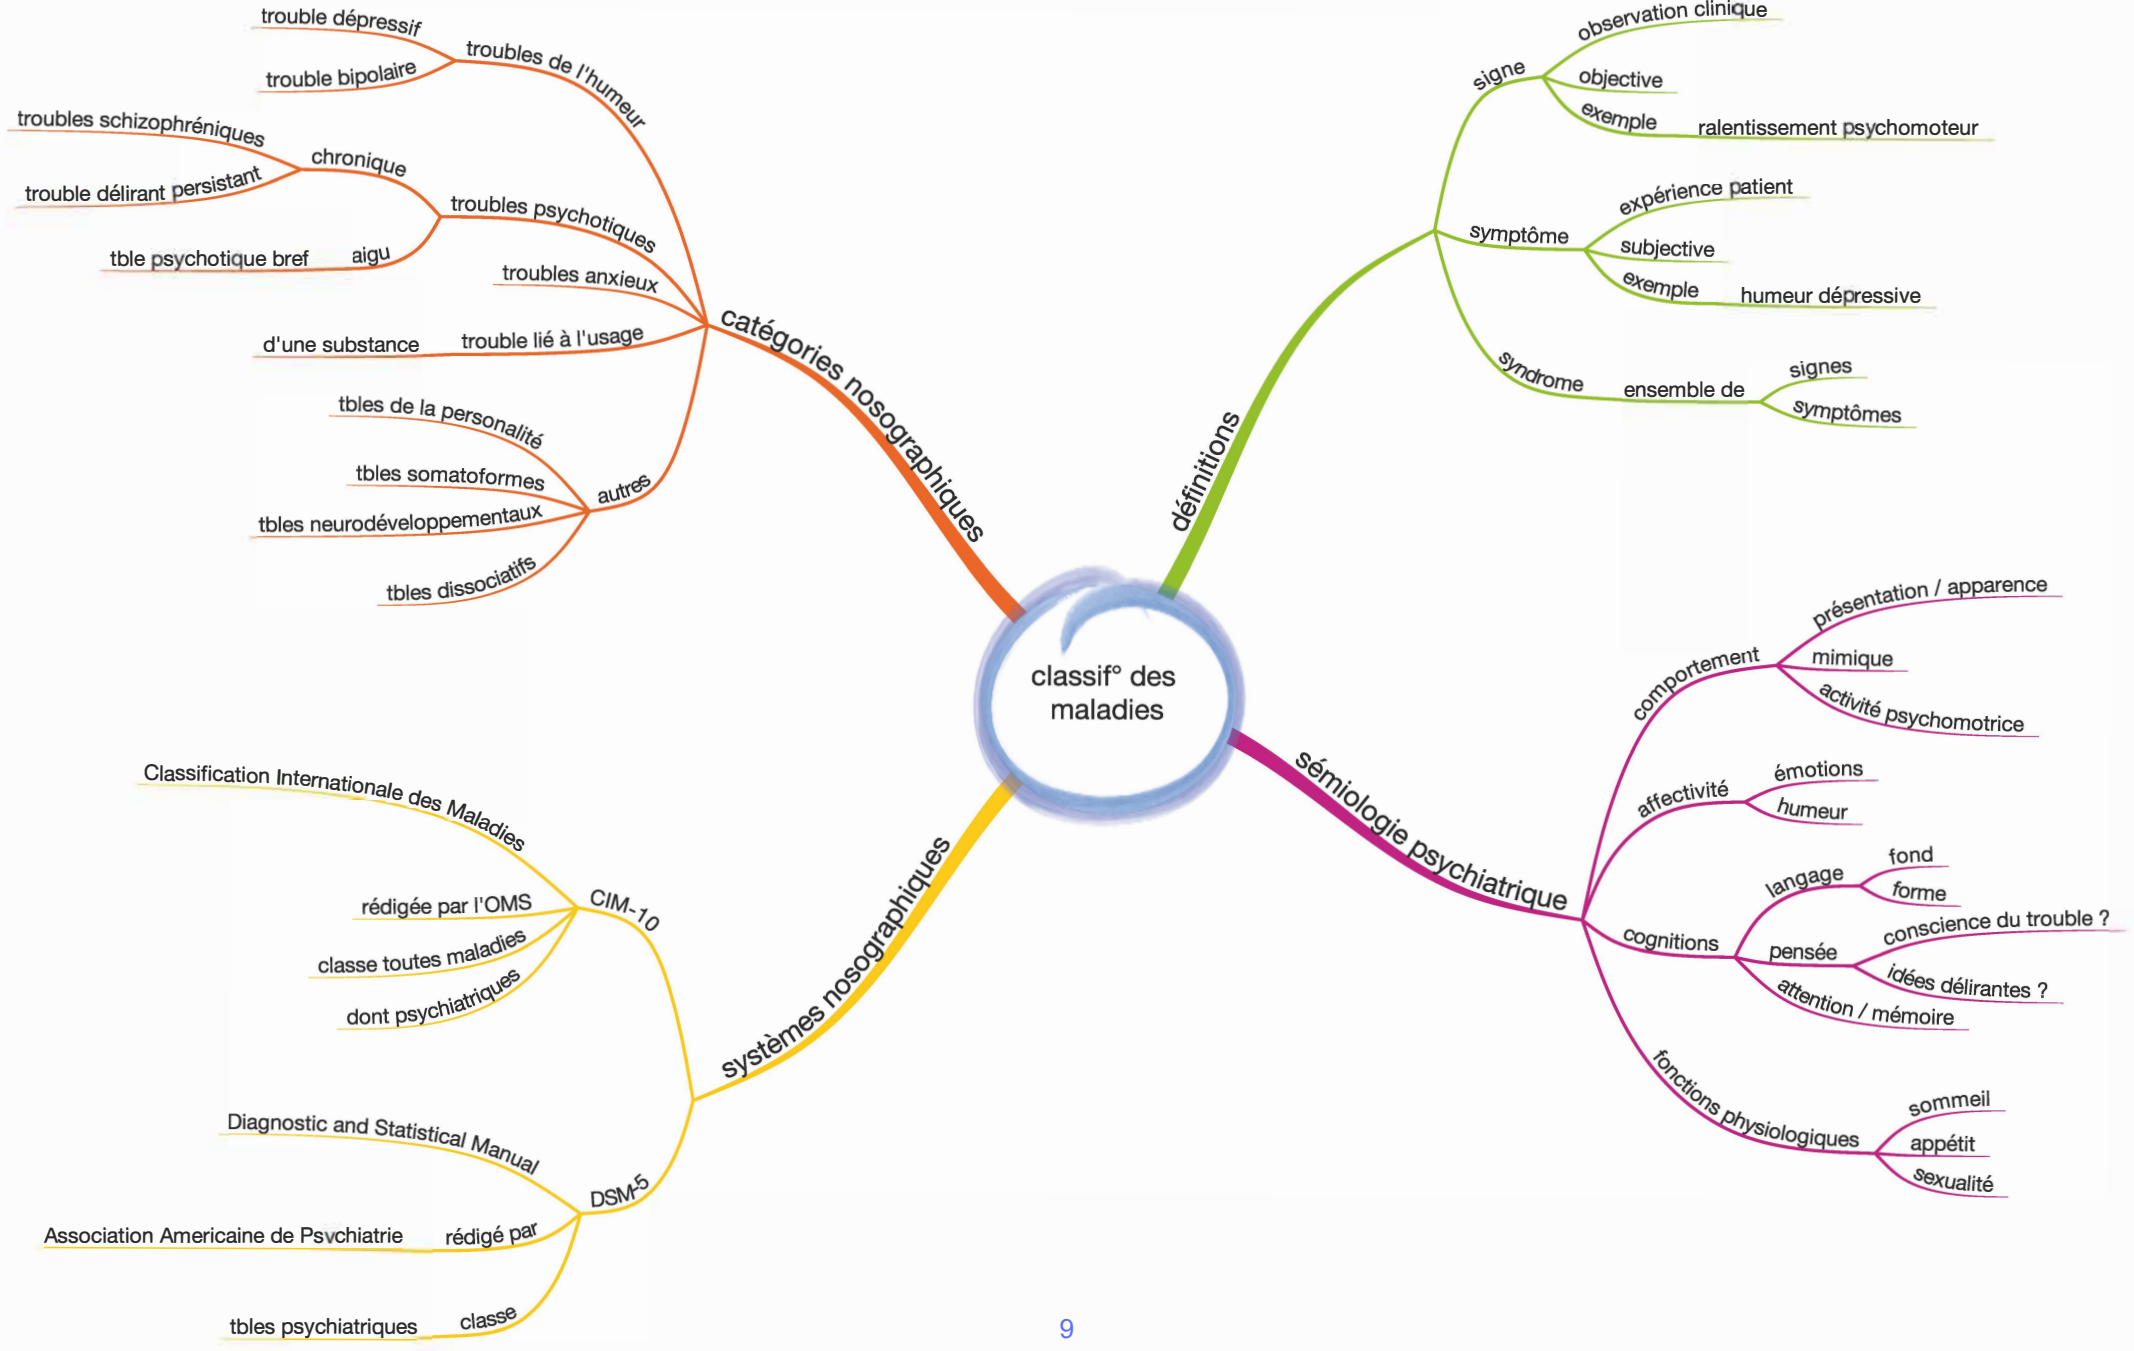 classif° des
maladies
définitions
signe
observation clinique
objective
exemple
ralentissement psychomoteur
symptôme
expérience patient
subjective
exemple
humeur dépressive
syndrome
ensemble de
signes
symptômes
sémiologie psychiatrique
comportement
présentation / apparence
mimique
activité psychomotrice
affectivité
émotions
humeur
cognitions
langage
fond
forme
pensée
conscience du trouble ?
idées délirantes ?
attention / mémoire
fonctions physiologiques
sommeil
appétit
sexualité
catégories nosographiques
troubles de l'humeur
trouble dépressif
trouble bipolaire
troubles psychotiques
chronique
troubles schizophréniques
trouble délirant persistant
aigu
tble psychotique bref
troubles anxieux
trouble lié à l'usage
d'une substance
autres
tbles de la personalité
tbles somatoformes
tbles neurodéveloppementaux
tbles dissociatifs
systèmes nosographiques
CIM-10
Classification Internationale des Maladies
rédigée par l'OMS
classe toutes maladies
dont psychiatriques
DSM-5
Diagnostic and Statistical Manual
rédigé par
Association Americaine de Psychiatrie
classe
tbles psychiatriques
9